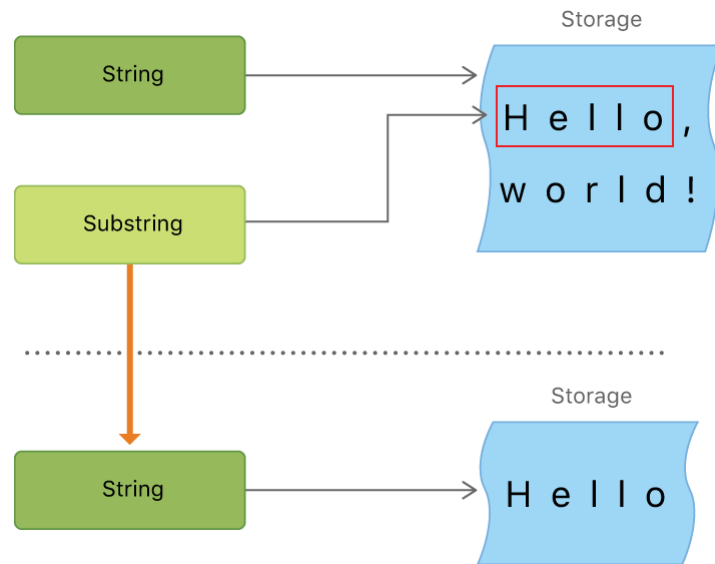 Storage
String
Hello,
Substring
world!
Storage
String
Hello